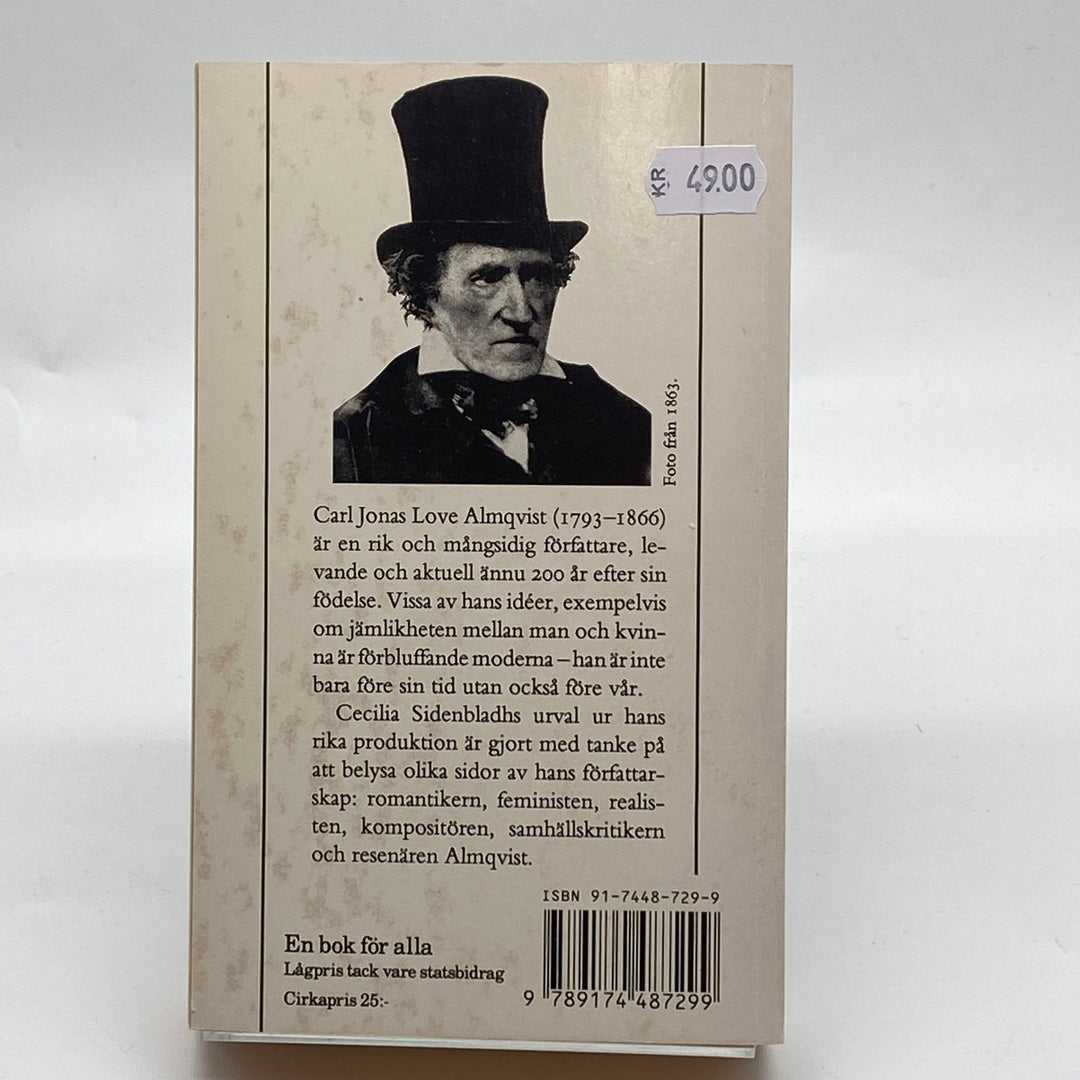 KR 49.00
Foto från 1863.
Carl Jonas Love Almqvist (1793–1866)
är en rik och mångsidig författare, le-
vande och aktuell ännu 200 år efter sin
födelse. Vissa av hans idéer, exempelvis
om jämlikheten mellan man och kvin-
na är förbluffande moderna – han är inte
bara före sin tid utan också före vår.
Cecilia Sidenbladhs urval ur hans
rika produktion är gjort med tanke på
att belysa olika sidor av hans författar-
skap: romantikern, feministen, realis-
ten, kompositören, samhällskritikern
och resenären Almqvist.
ISBN 91-7448-729-9
En bok för alla
Lågpris tack vare statsbidrag
Cirkapris 25:-
9 789174 487299